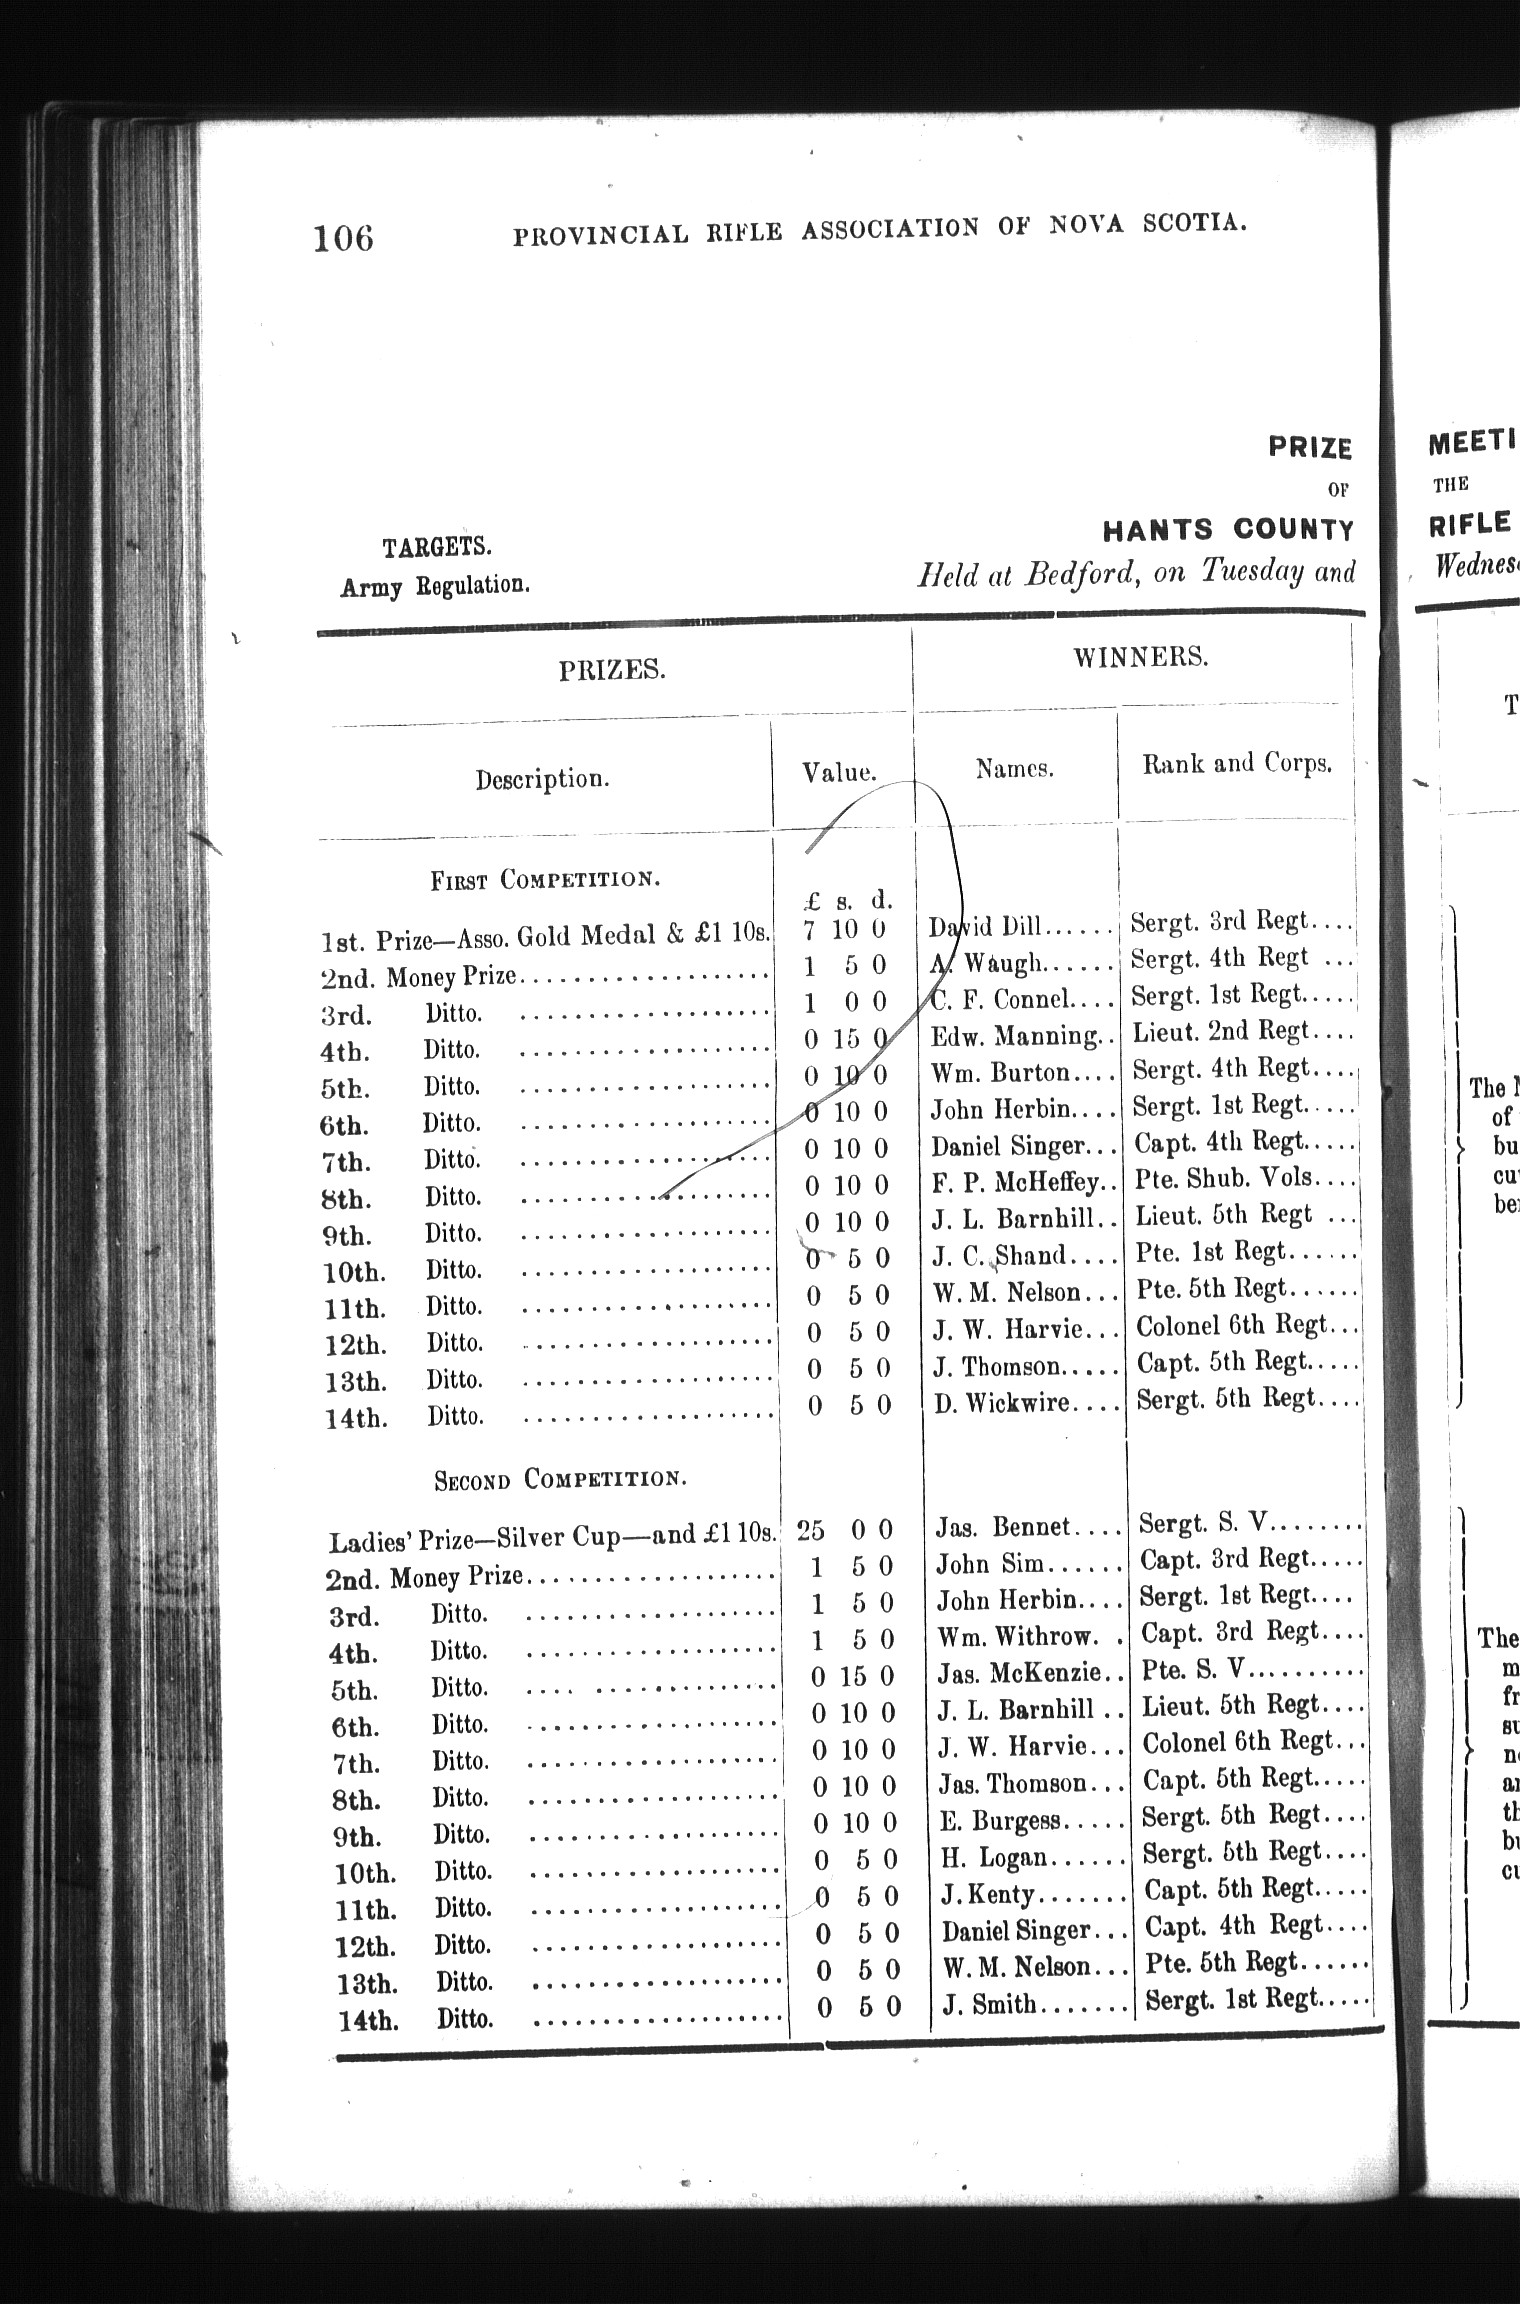 106 PROVINCIAL RIFLE ASSOCIATION OF NOVA SCOTIA.
PRIZE
OF
HANTS COUNTY
TARGETS.
Army Regulation.
Held at Bedford, on Tuesday and
PRIZES. WINNERS.
Description. Value. Names. Rank and Corps.
FIRST COMPETITION.
£ s. d.
1st. Prize—Asso. Gold Medal & £1 10s. 7 10 0 David Dill...... Sergt. 3rd Regt....
2nd. Money Prize................... 1 5 0 A. Waugh...... Sergt. 4th Regt ...
3rd. Ditto. ................... 1 0 0 C. F. Connel.... Sergt. 1st Regt.....
4th. Ditto. ................... 0 15 0 Edw. Manning.. Lieut. 2nd Regt....
5th. Ditto. ................... 0 10 0 Wm. Burton.... Sergt. 4th Regt....
6th. Ditto. ................... 0 10 0 John Herbin.... Sergt. 1st Regt.....
7th. Ditto. ................... 0 10 0 Daniel Singer... Capt. 4th Regt.....
8th. Ditto. ................... 0 10 0 F. P. McHeffey.. Pte. Shub. Vols....
9th. Ditto. ................... 0 10 0 J. L. Barnhill.. Lieut. 5th Regt ...
10th. Ditto. ................... 0 5 0 J. C. Shand.... Pte. 1st Regt......
11th. Ditto. ................... 0 5 0 W. M. Nelson... Pte. 5th Regt......
12th. Ditto. ................... 0 5 0 J. W. Harvie... Colonel 6th Regt...
13th. Ditto. ................... 0 5 0 J. Thomson..... Capt. 5th Regt.....
14th. Ditto. ................... 0 5 0 D. Wickwire.... Sergt. 5th Regt....
SECOND COMPETITION.
Ladies' Prize—Silver Cup—and £1 10s. 25 0 0 Jas. Bennet.... Sergt. S. V........
2nd. Money Prize................... 1 5 0 John Sim...... Capt. 3rd Regt.....
3rd. Ditto. ................... 1 5 0 John Herbin.... Sergt. 1st Regt....
4th. Ditto. ................... 1 5 0 Wm. Withrow. . Capt. 3rd Regt....
5th. Ditto. .... ............. 0 15 0 Jas. McKenzie.. Pte. S. V..........
6th. Ditto. ................... 0 10 0 J. L. Barnhill .. Lieut. 5th Regt....
7th. Ditto. ................... 0 10 0 J. W. Harvie... Colonel 6th Regt...
8th. Ditto. ................... 0 10 0 Jas. Thomson... Capt. 5th Regt.....
9th. Ditto. ................... 0 10 0 E. Burgess..... Sergt. 5th Regt....
10th. Ditto. ................... 0 5 0 H. Logan...... Sergt. 5th Regt....
11th. Ditto. ................... 0 5 0 J. Kenty....... Capt. 5th Regt.....
12th. Ditto. ................... 0 5 0 Daniel Singer... Capt. 4th Regt....
13th. Ditto. ................... 0 5 0 W. M. Nelson... Pte. 5th Regt......
14th. Ditto. ................... 0 5 0 J. Smith....... Sergt. 1st Regt.....
THE
RIFLE
The
of
The